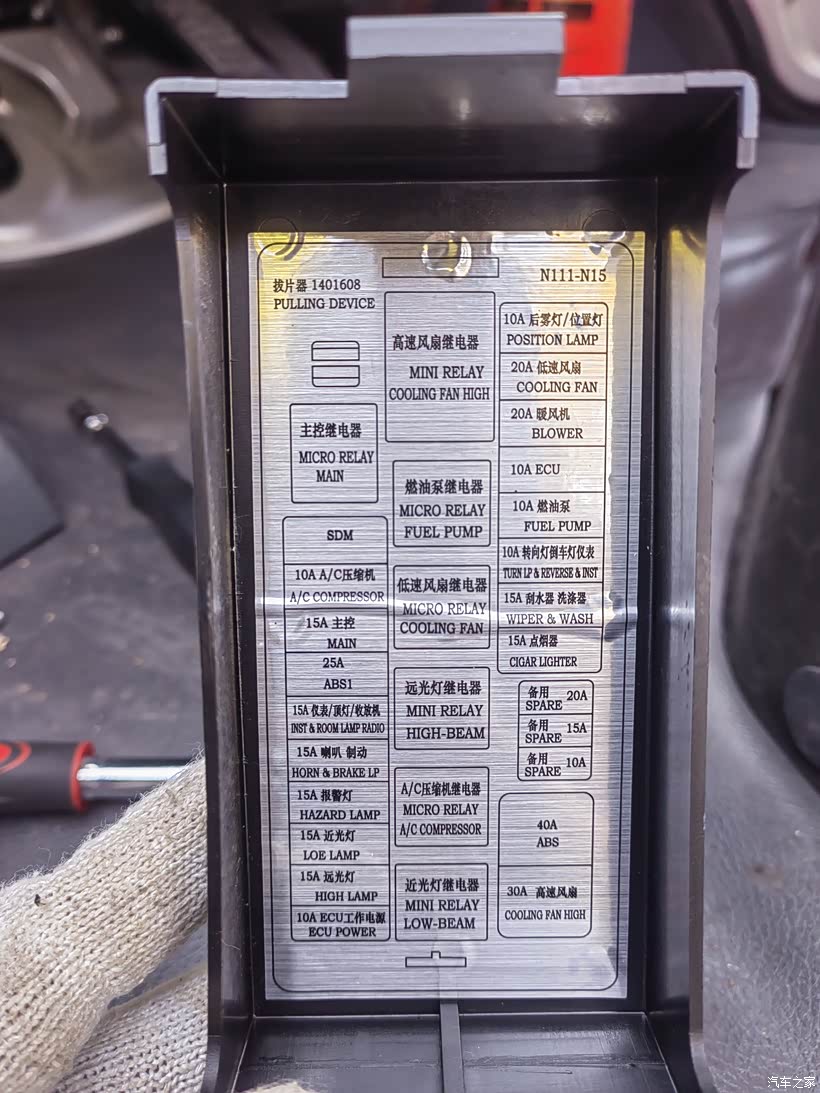 拔片器 1401608
PULLING DEVICE
N111-N15
主控继电器
MICRO RELAY
MAIN
SDM
10A A/C压缩机
A/C COMPRESSOR
15A 主控
MAIN
25A
ABS1
15A 仪表/顶灯/收放机
INST & ROOM LAMP RADIO
15A 喇叭 制动
HORN & BRAKE LP
15A 报警灯
HAZARD LAMP
15A 近光灯
LOE LAMP
15A 远光灯
HIGH LAMP
10A ECU工作电源
ECU POWER
高速风扇继电器
MINI RELAY
COOLING FAN HIGH
燃油泵继电器
MICRO RELAY
FUEL PUMP
低速风扇继电器
MICRO RELAY
COOLING FAN
远光灯继电器
MINI RELAY
HIGH-BEAM
A/C压缩机继电器
MICRO RELAY
A/C COMPRESSOR
近光灯继电器
MINI RELAY
LOW-BEAM
10A 后雾灯/位置灯
POSITION LAMP
20A 低速风扇
COOLING FAN
20A 暖风机
BLOWER
10A ECU
10A 燃油泵
FUEL PUMP
10A 转向灯倒车灯仪表
TURN LP & REVERSE & INST
15A 刮水器 洗涤器
WIPER & WASH
15A 点烟器
CIGAR LIGHTER
备用 20A
SPARE
备用 15A
SPARE
备用 10A
SPARE
40A
ABS
30A 高速风扇
COOLING FAN HIGH
汽车之家